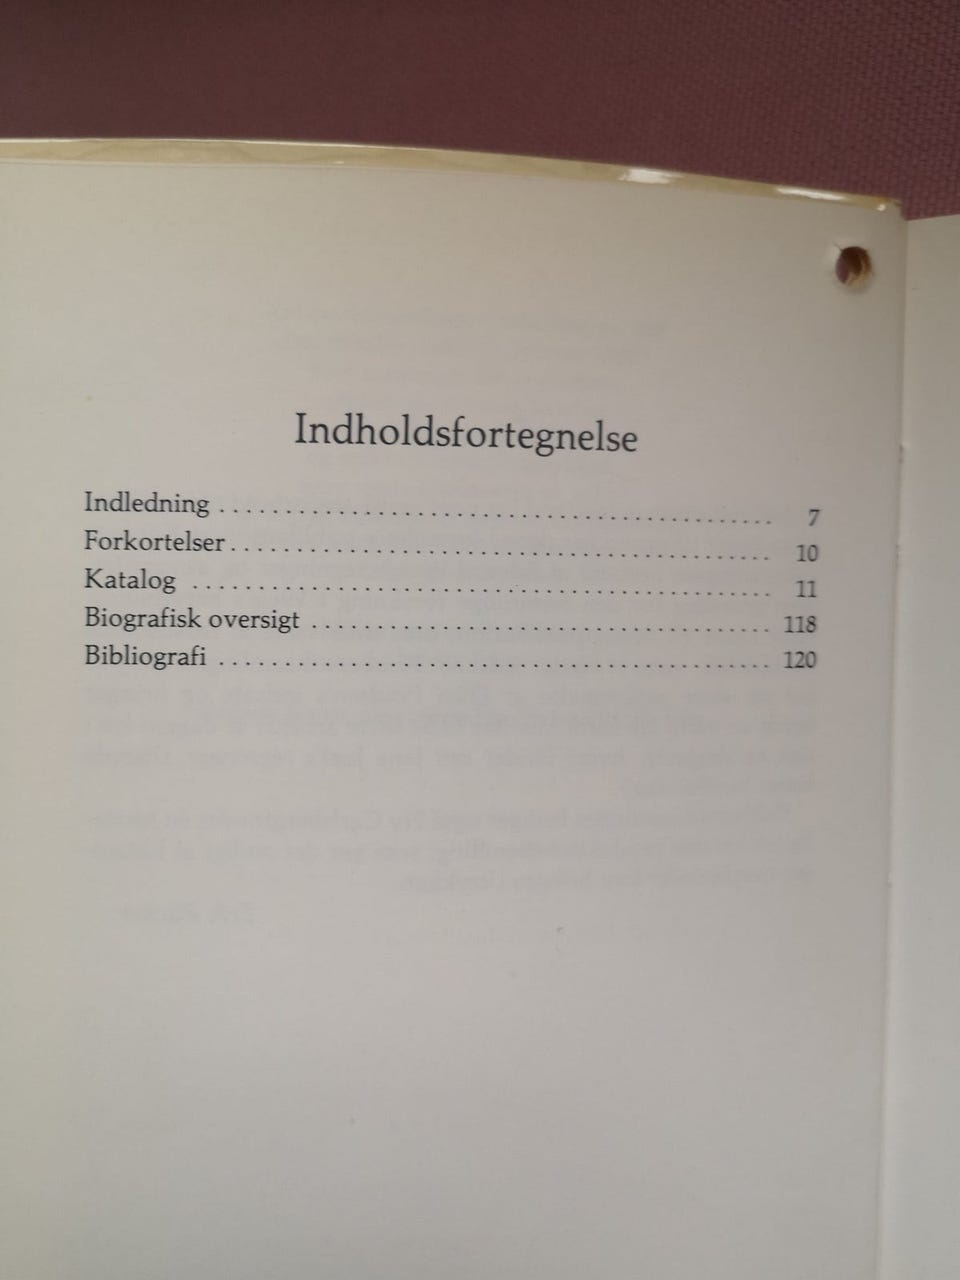 Indholdsfortegnelse
Indledning 7
Forkortelser 10
Katalog 11
Biografisk oversigt 118
Bibliografi 120